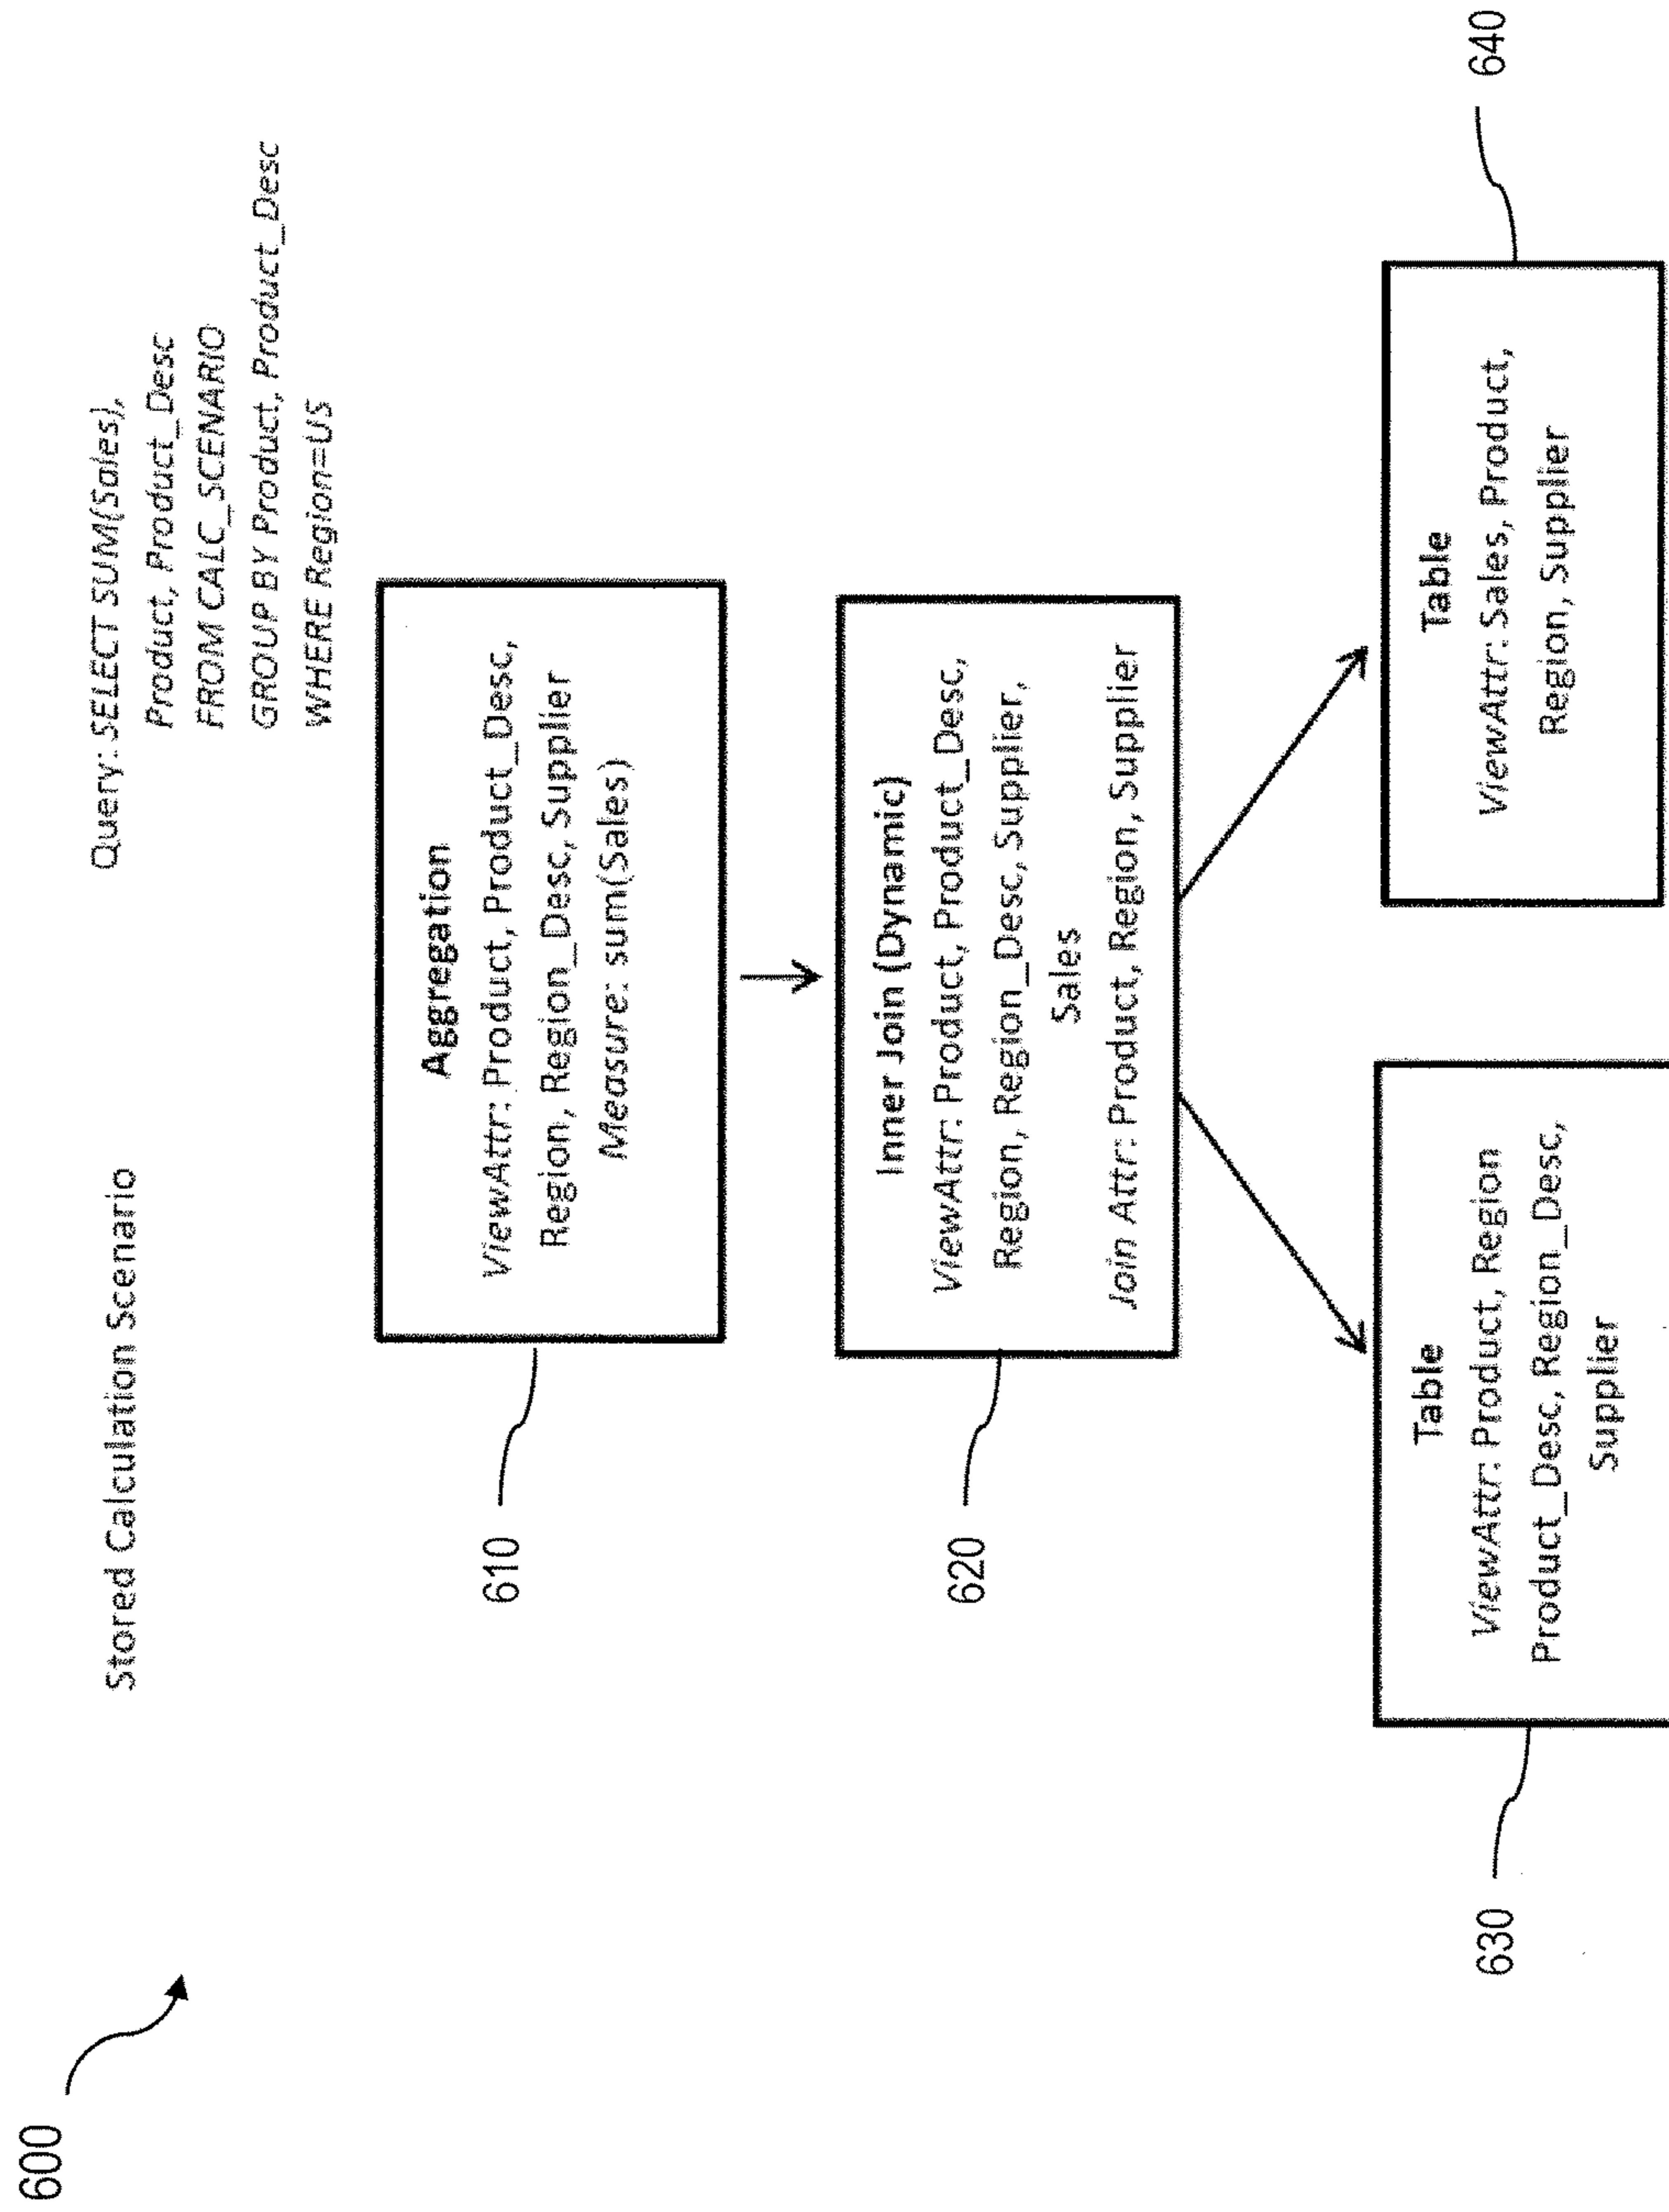 600
Stored Calculation Scenario
Query: SELECT SUM(Sales),
Product, Product_Desc
FROM CALC_SCENARIO
GROUP BY Product, Product_Desc
WHERE Region=US
610
Aggregation
ViewAttr: Product, Product_Desc,
Region, Region_Desc, Supplier
Measure: sum(Sales)
620
Inner Join (Dynamic)
ViewAttr: Product, Product_Desc,
Region, Region_Desc, Supplier,
Sales
Join Attr: Product, Region, Supplier
630
Table
ViewAttr: Product, Region
Product_Desc, Region_Desc,
Supplier
Table
ViewAttr: Sales, Product,
Region, Supplier
640